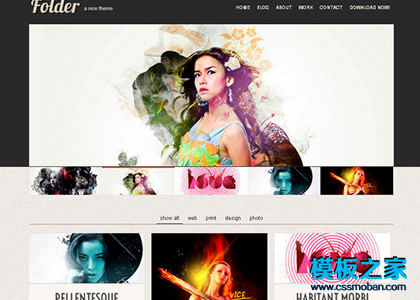 Folder
a nice theme
HOME BLOG ABOUT WORK CONTACT DOWNLOAD NOW!
LOVE
show all web print design photo
VICE
PELLENTESQUE
HABITANT MORBI
模板之家
www.cssmoban.com